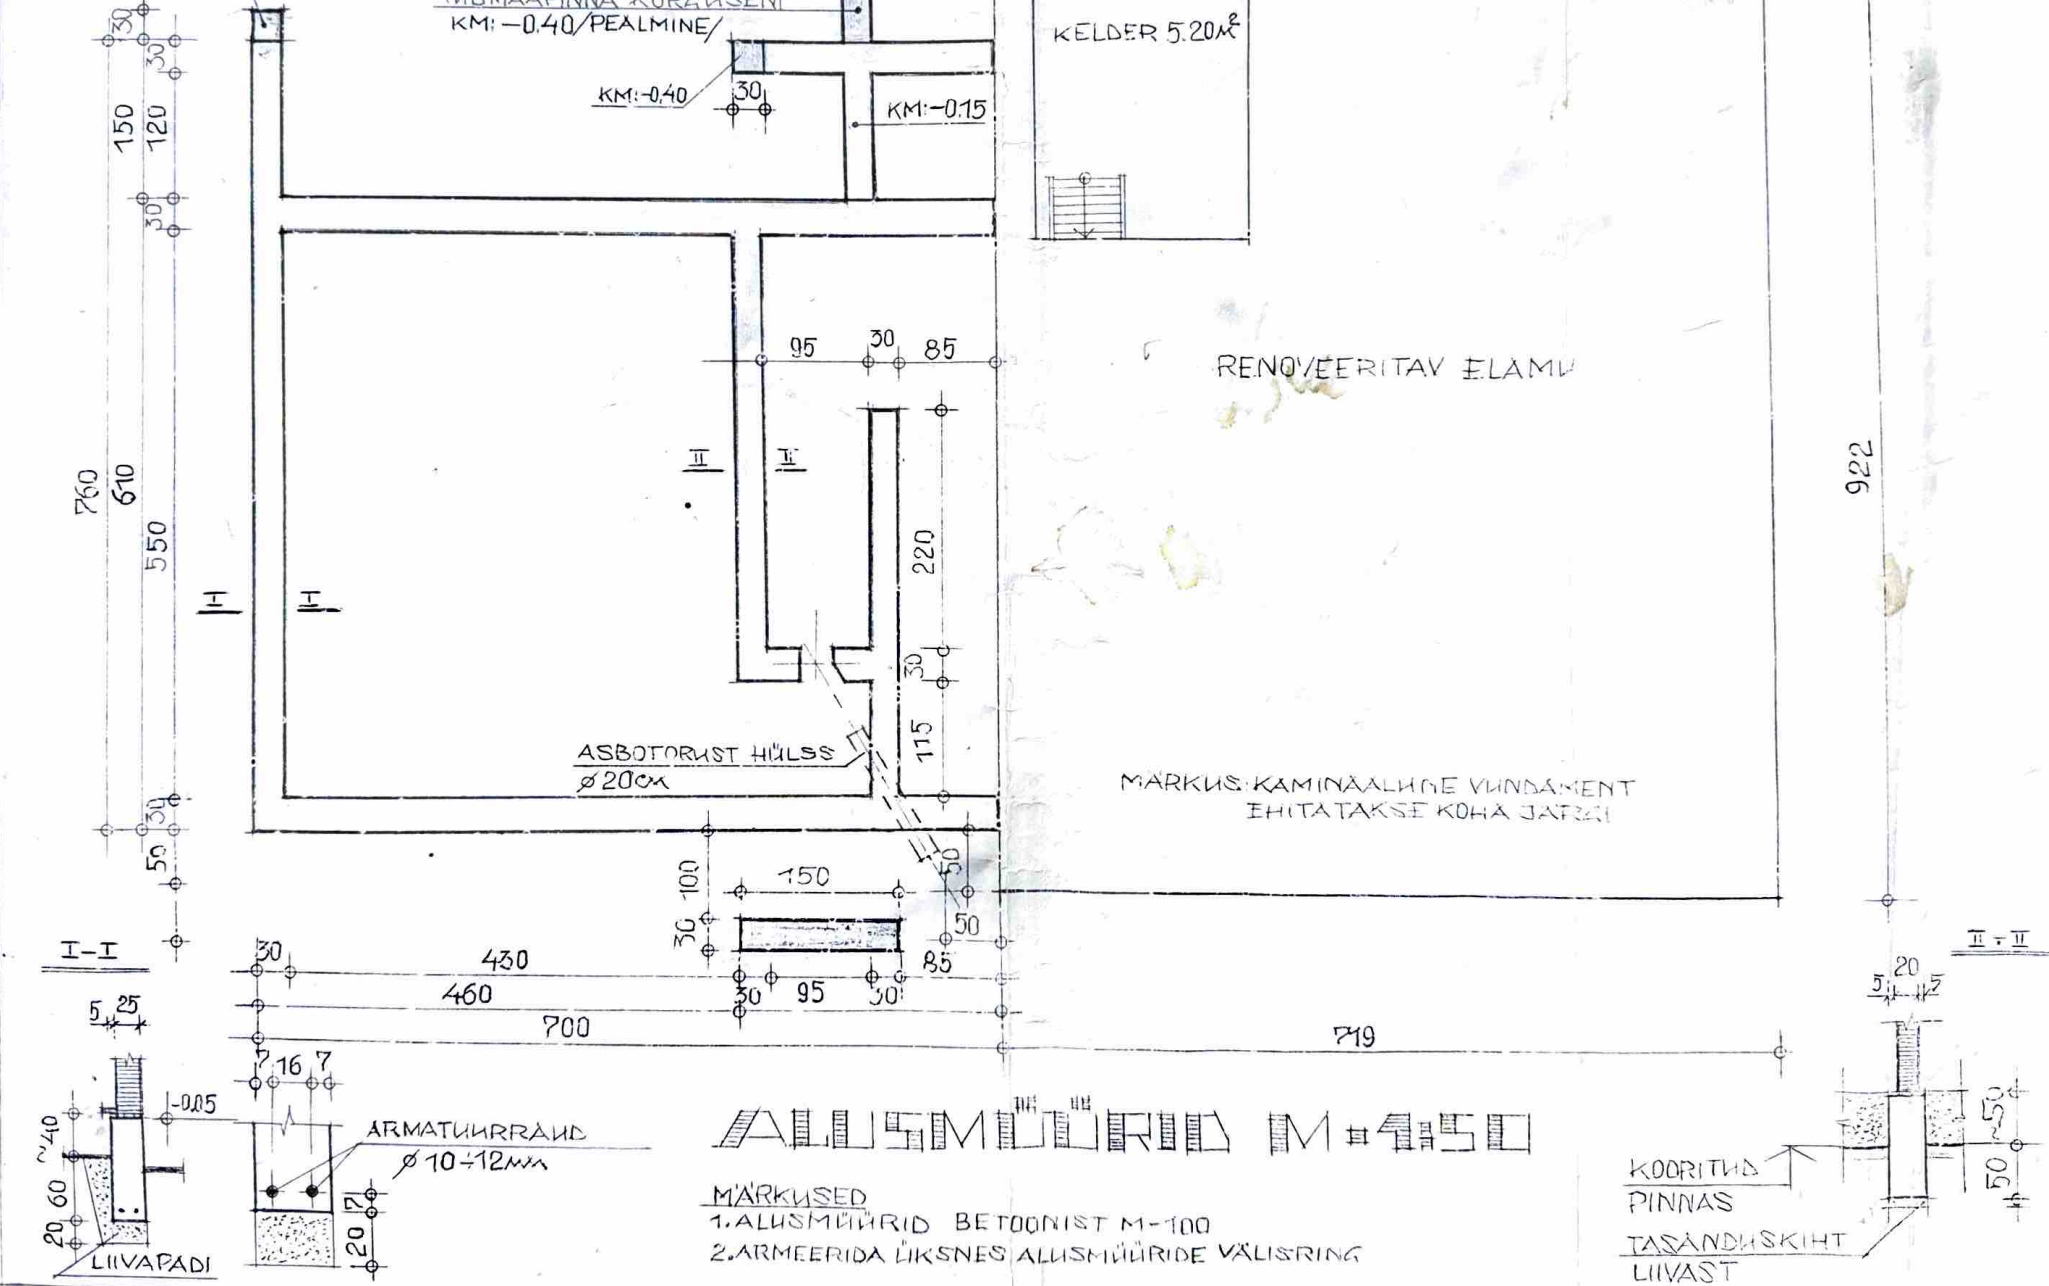 KM:-0.40/PEALMINE/
KELDER 5.20M²
KM:-0.40
30
KM:-0.15
30
30
150
120
30
95
30
85
RENOVEERITAV ELAMU
II
II
760
610
550
220
922
I
I
30
115
ASBOTORUST HÜLSS
Ø20CM
MÄRKUS: KAMINAALUNE VUNDAMENT
EHITATAKSE KOHA JÄRGI
30
50
100
150
50
30
50
I-I
30
430
85
II-II
460
30
95
30
700
719
5
25
5
20
5
7
16
7
-0.05
~40
60
20
LIIVAPADI
ARMATUURRAUD
Ø10÷12MM
7
20
ALUSMÜÜRID M=1:50
MÄRKUSED
1. ALUSMÜÜRID BETOONIST M-100
2. ARMEERIDA ÜKSNES ALUSMÜÜRIDE VÄLISRING
~50
50
KOORITUD
PINNAS
TASANDUSKIHT
LIIVAST